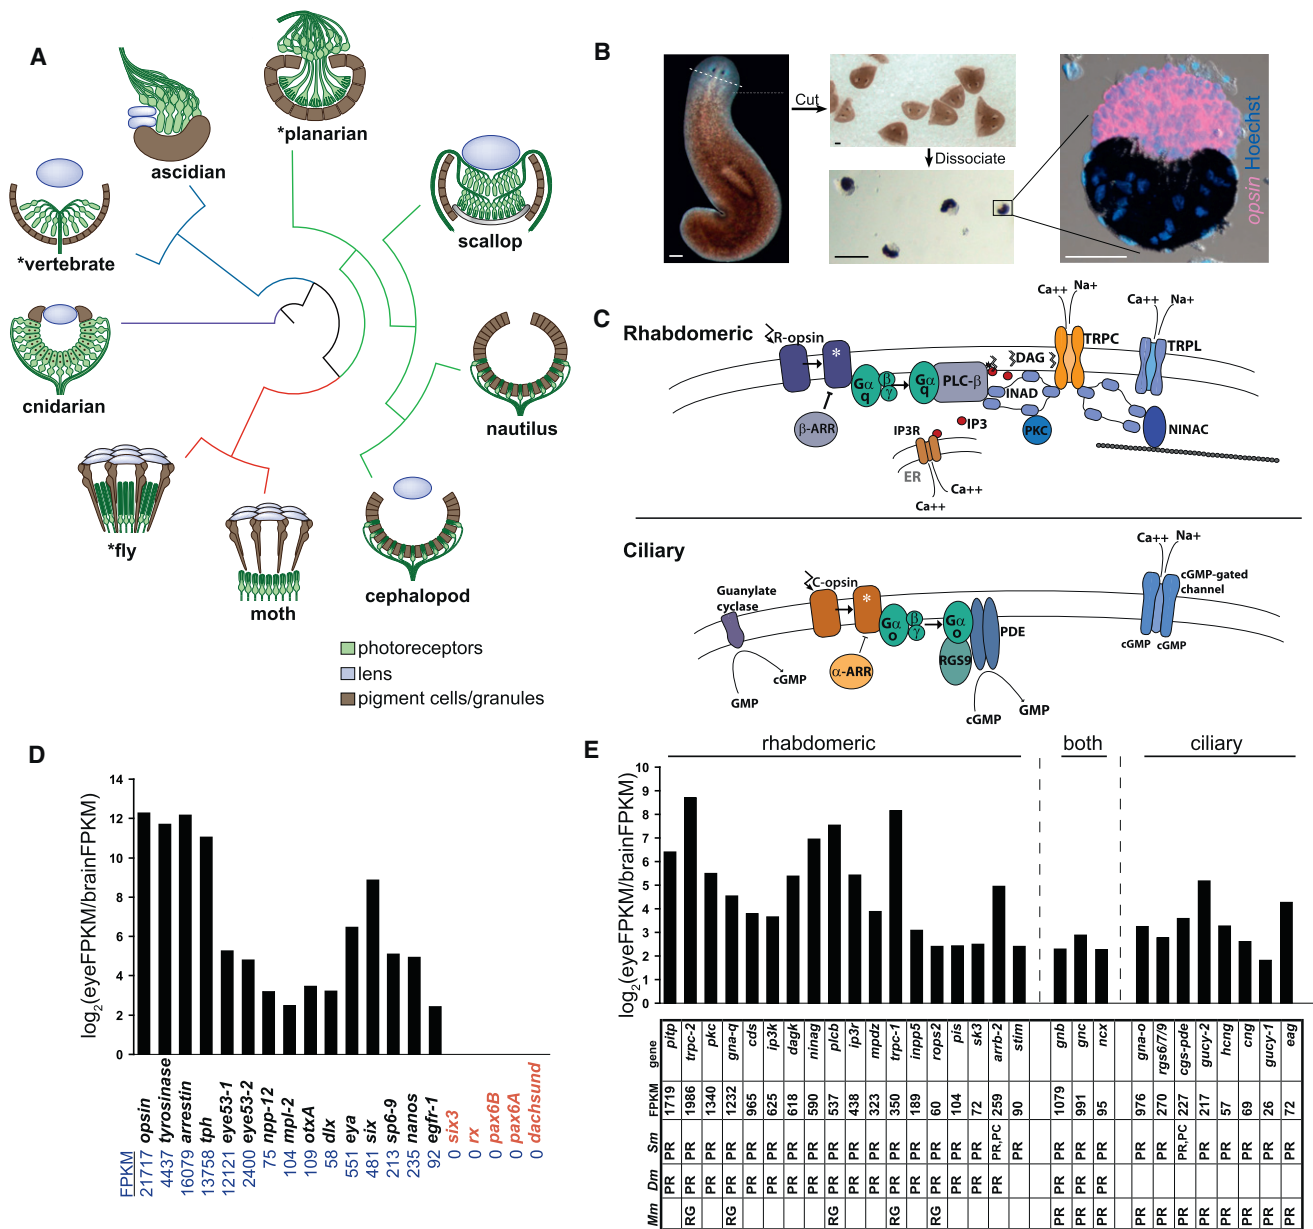 A
*planarian
ascidian
scallop
*vertebrate
cnidarian
nautilus
*fly
moth
cephalopod
photoreceptors
lens
pigment cells/granules
B
Cut
Dissociate
opsin Hoechst
C
Rhabdomeric
R-opsin
*
Gα q
β
γ
Gα q
PLC-β
DAG
INAD
Ca++ Na+
TRPC
Ca++ Na+
TRPL
β-ARR
IP3
IP3R
PKC
NINAC
ER
Ca++
Ca++
Ciliary
Guanylate cyclase
C-opsin
*
Gα o
β
γ
Gα o
PDE
RGS9
α-ARR
cGMP
GMP
cGMP
GMP
Ca++ Na+
cGMP-gated channel
cGMP cGMP
D
log2(eyeFPKM/brainFPKM)
14
12
10
8
6
4
2
0
opsin tyrosinase arrestin tph eye53-1 eye53-2 npp-12 mpl-2 otxA dlx eya six sp6-9 nanos egfr-1 six3 rx pax6B pax6A dachsund
FPKM 21717 4437 16079 13758 12121 2400 75 104 109 58 551 481 213 235 92 0 0 0 0 0
E
rhabdomeric both ciliary
log2(eyeFPKM/brainFPKM)
10
9
8
7
6
5
4
3
2
1
0
gene pitp trpc-2 pkc gna-q cds ip3k dagk ninag plcb ip3r mpdz trpc-1 inpp5 rops2 pis sk3 arrb-2 stim gnb gnc ncx gna-o rgs6/7/9 cgs-pde gucy-2 hcng cng gucy-1 eag
FPKM 1719 1986 1340 1232 965 625 618 590 537 438 323 350 189 60 104 72 259 90 1079 991 95 976 270 227 217 57 69 26 72
Sm PR PR PR PR PR PR PR PR PR PR PR PR PR PR PR PR PR,PC PR PR PR PR PR PR PR,PC PR PR PR PR PR
Dm PR PR PR PR PR PR PR PR PR PR PR PR PR PR PR PR PR PR PR PR
Mm RG RG RG RG RG PR PR PR PR PR PR PR PR PR PR PR